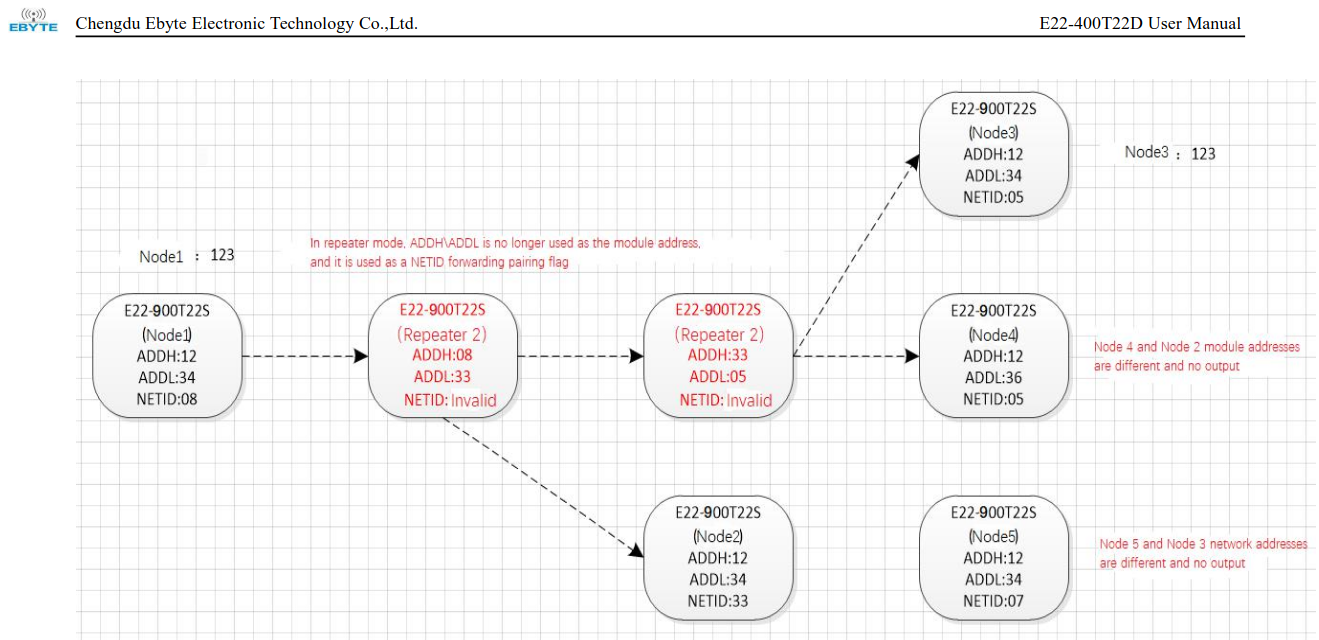 EBYTE
Chengdu Ebyte Electronic Technology Co.,Ltd.
E22-400T22D User Manual
E22-900T22S
(Node3)
ADDH:12
ADDL:34
NETID:05
Node3 : 123
Node1 : 123
In repeater mode, ADDH\ADDL is no longer used as the module address,
and it is used as a NETID forwarding pairing flag
E22-900T22S
(Node1)
ADDH:12
ADDL:34
NETID:08
E22-900T22S
(Repeater 2)
ADDH:08
ADDL:33
NETID: Invalid
E22-900T22S
(Repeater 2)
ADDH:33
ADDL:05
NETID: Invalid
E22-900T22S
(Node4)
ADDH:12
ADDL:36
NETID:05
Node 4 and Node 2 module addresses
are different and no output
E22-900T22S
(Node2)
ADDH:12
ADDL:34
NETID:33
E22-900T22S
(Node5)
ADDH:12
ADDL:34
NETID:07
Node 5 and Node 3 network addresses
are different and no output